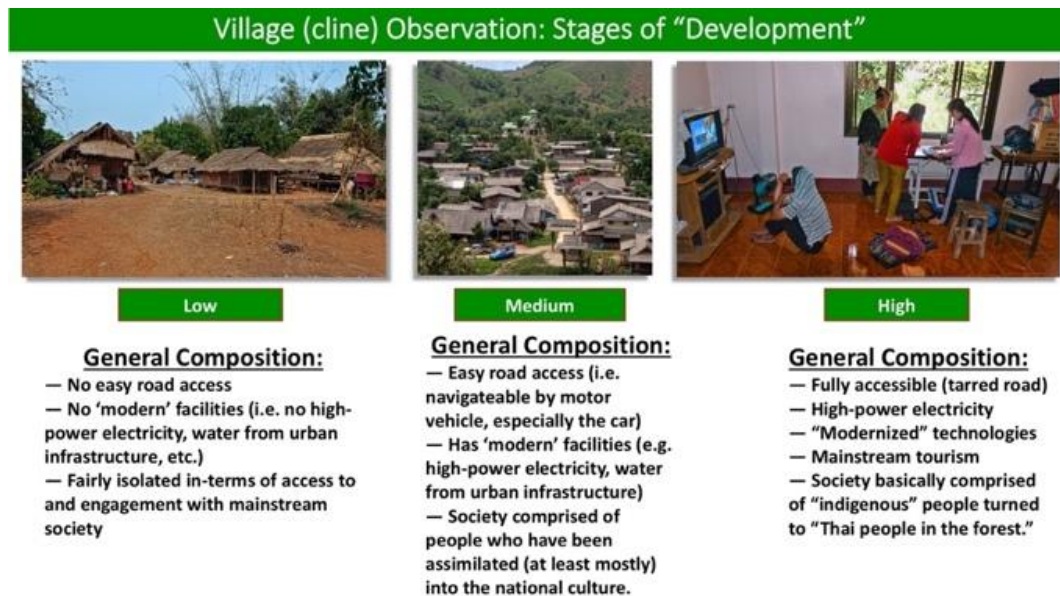 Village (cline) Observation: Stages of “Development”
Low
General Composition:
— No easy road access
— No ‘modern’ facilities (i.e. no high-
power electricity, water from urban
infrastructure, etc.)
— Fairly isolated in-terms of access to
and engagement with mainstream
society
Medium
General Composition:
— Easy road access (i.e.
navigateable by motor
vehicle, especially the car)
— Has ‘modern’ facilities (e.g.
high-power electricity, water
from urban infrastructure)
— Society comprised of
people who have been
assimilated (at least mostly)
into the national culture.
High
General Composition:
— Fully accessible (tarred road)
— High-power electricity
— “Modernized” technologies
— Mainstream tourism
— Society basically comprised
of “indigenous” people turned
to “Thai people in the forest.”